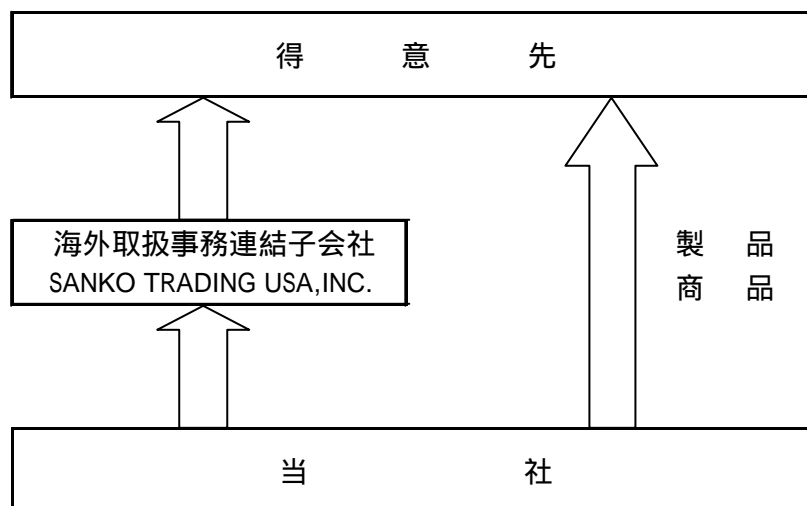 得意先
海外取扱事務連結子会社
SANKO TRADING USA,INC.
製品
商品
当社